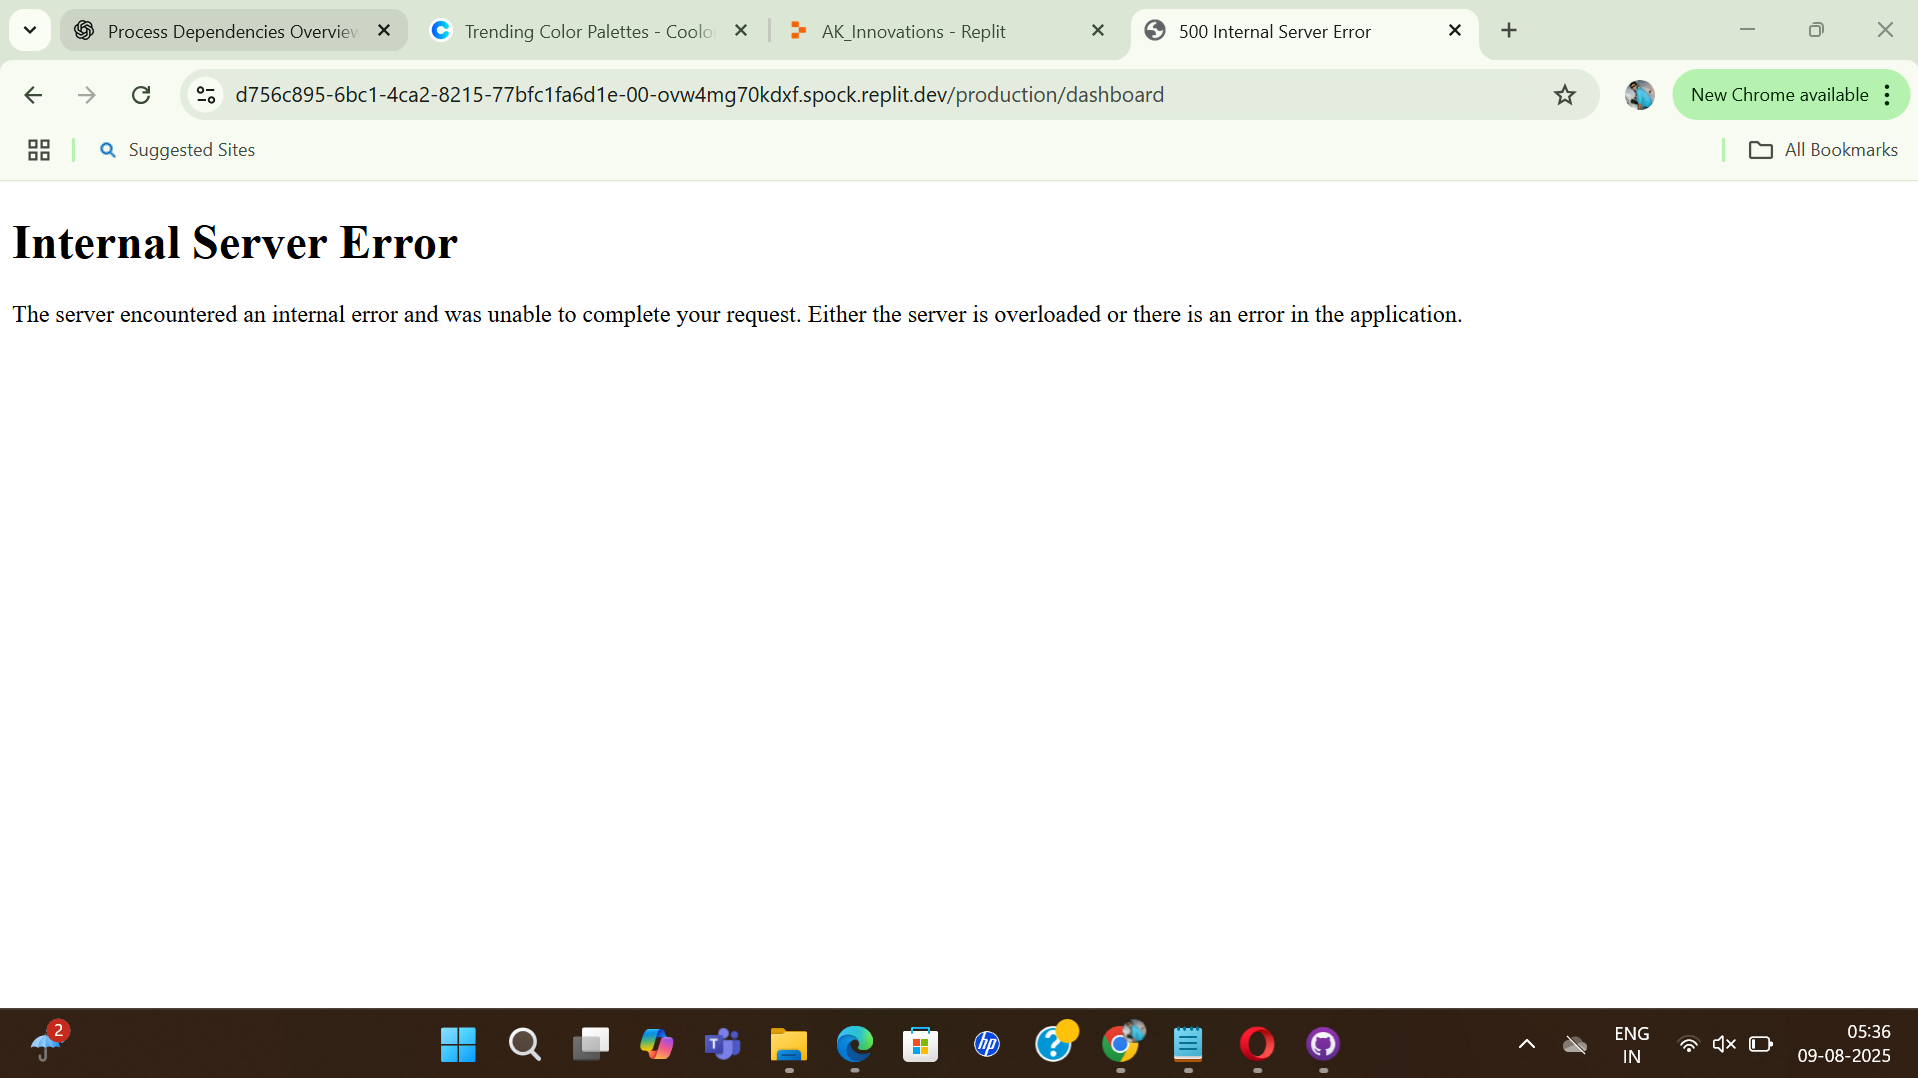 Process Dependencies Overview
Trending Color Palettes - Coolo
AK_Innovations - Replit
500 Internal Server Error
d756c895-6bc1-4ca2-8215-77bfc1fa6d1e-00-ovw4mg70kdxf.spock.replit.dev/production/dashboard
New Chrome available
Suggested Sites
All Bookmarks
Internal Server Error
The server encountered an internal error and was unable to complete your request. Either the server is overloaded or there is an error in the application.
2
hp
ENG
IN
05:36
09-08-2025